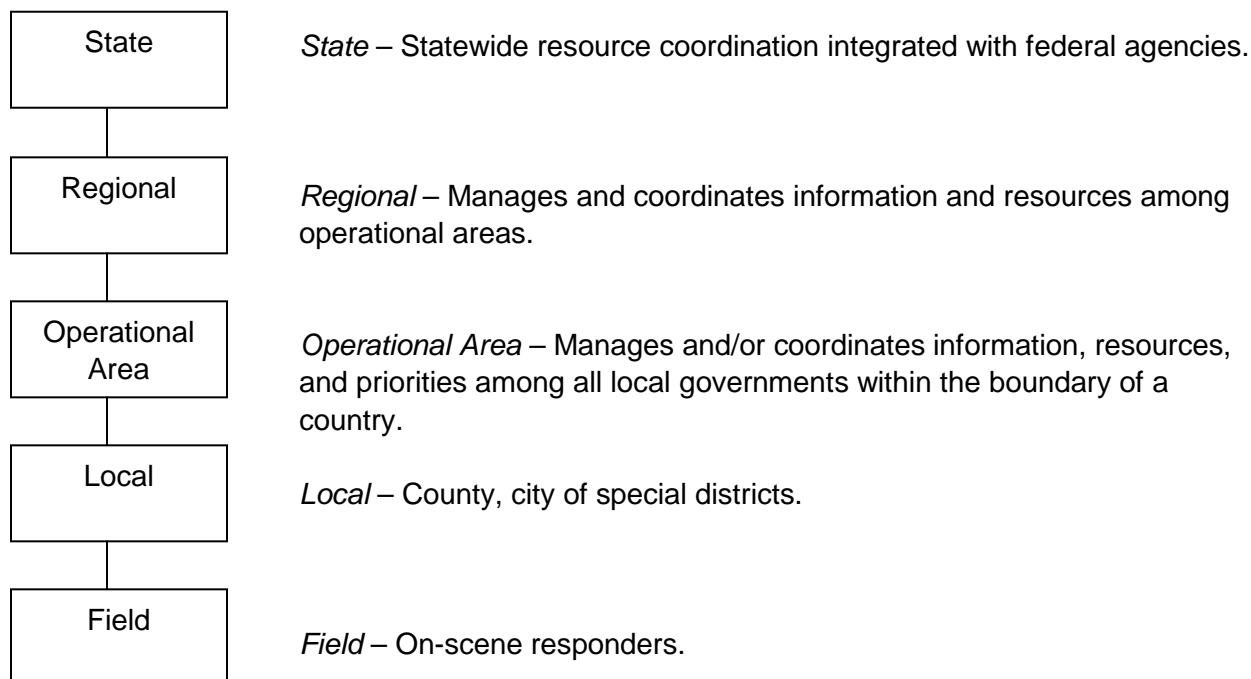 State
State – Statewide resource coordination integrated with federal agencies.
Regional
Regional – Manages and coordinates information and resources among
operational areas.
Operational
Area
Operational Area – Manages and/or coordinates information, resources,
and priorities among all local governments within the boundary of a
country.
Local
Local – County, city of special districts.
Field
Field – On-scene responders.